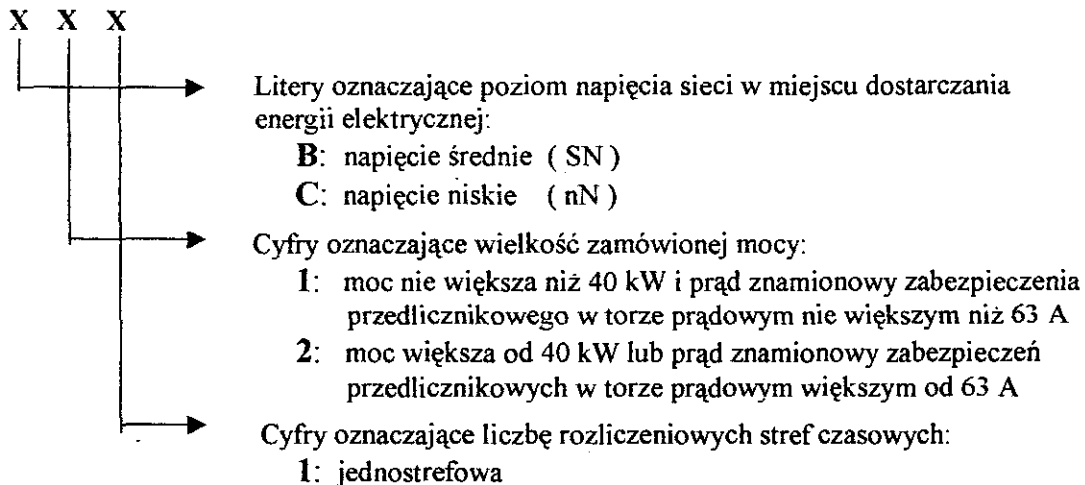 X X X
Litery oznaczające poziom napięcia sieci w miejscu dostarczania
energii elektrycznej:
B: napięcie średnie ( SN )
C: napięcie niskie ( nN )
Cyfry oznaczające wielkość zamówionej mocy:
1: moc nie większa niż 40 kW i prąd znamionowy zabezpieczenia
przedlicznikowego w torze prądowym nie większym niż 63 A
2: moc większa od 40 kW lub prąd znamionowy zabezpieczeń
przedlicznikowych w torze prądowym większym od 63 A
Cyfry oznaczające liczbę rozliczeniowych stref czasowych:
1: jednostrefowa